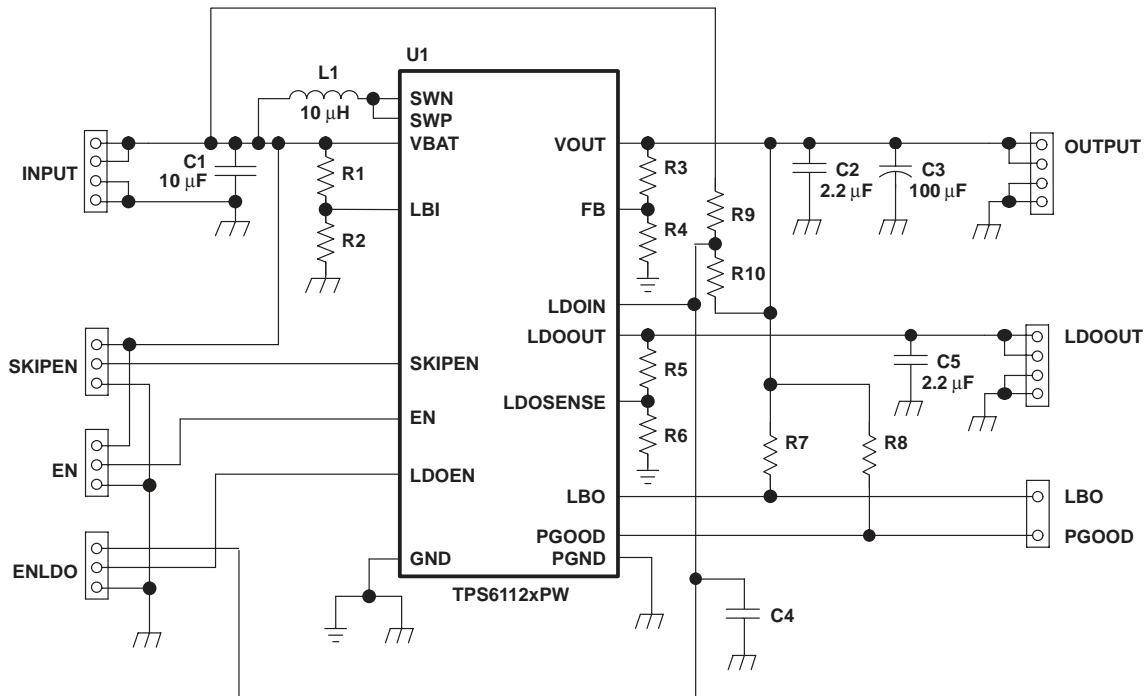 U1
L1
10 μH
SWN
SWP
VBAT
VOUT
OUTPUT
INPUT
C1
10 μF
R1
R3
C2
2.2 μF
C3
100 μF
LBI
FB
R9
R2
R4
R10
LDOIN
LDOOUT
LDOOUT
SKIPEN
SKIPEN
R5
C5
2.2 μF
LDOSENSE
EN
R6
R7
R8
EN
LDOEN
LBO
LBO
PGOOD
PGOOD
ENLDO
GND
PGND
TPS6112xPW
C4